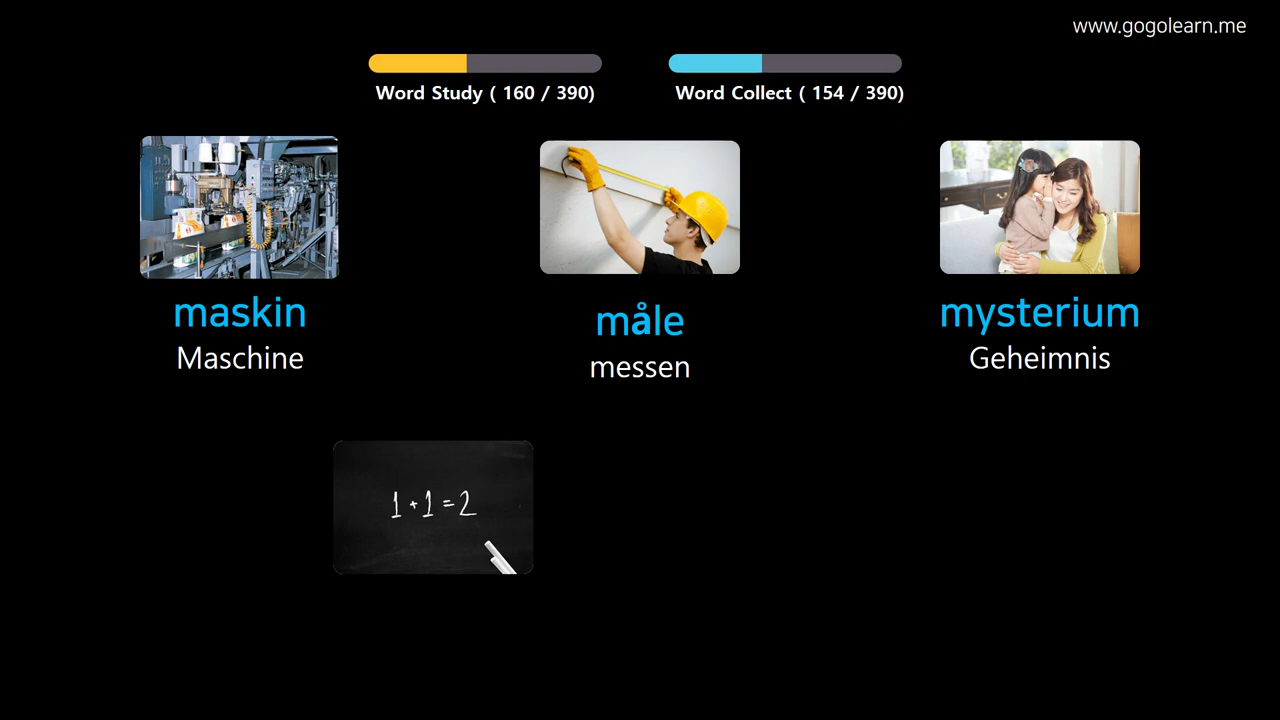 www.gogolearn.me
Word Study ( 160 / 390)
Word Collect ( 154 / 390)
maskin
Maschine
måle
messen
mysterium
Geheimnis
1+1=2